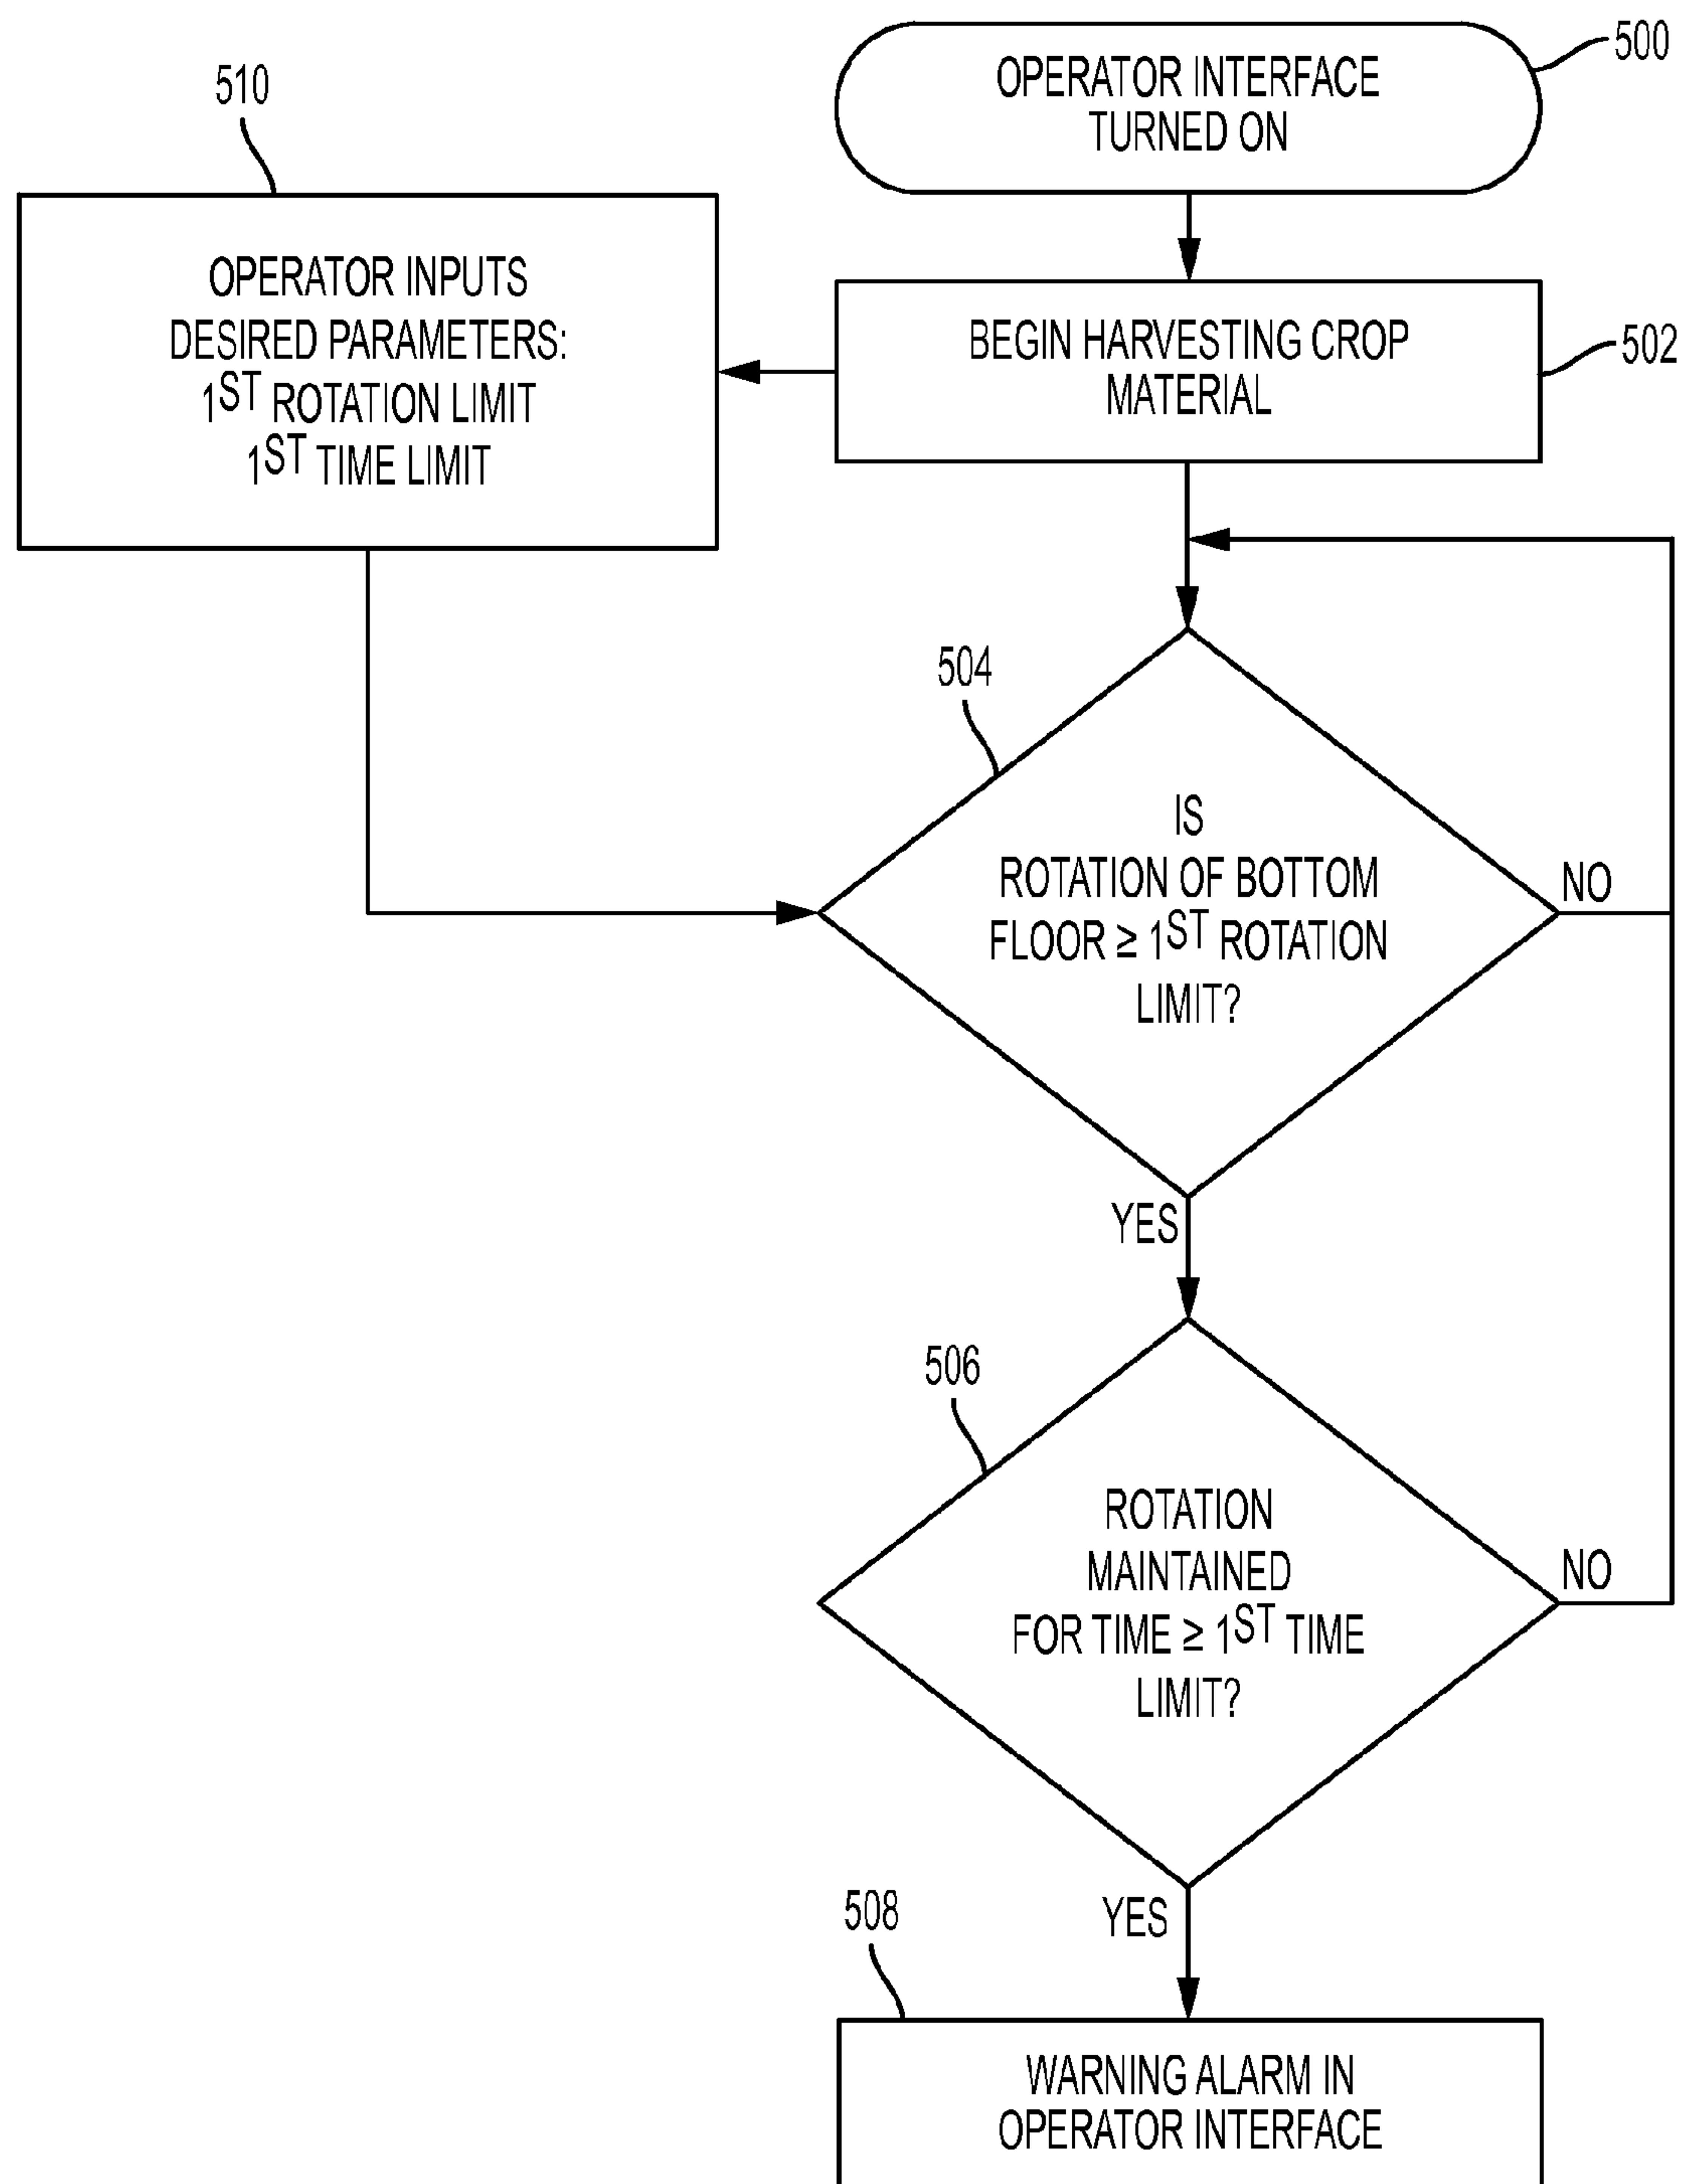 500
OPERATOR INTERFACE
TURNED ON
510
OPERATOR INPUTS
DESIRED PARAMETERS:
1ST ROTATION LIMIT
1ST TIME LIMIT
BEGIN HARVESTING CROP
MATERIAL
502
504
IS
ROTATION OF BOTTOM
FLOOR ≥ 1ST ROTATION
LIMIT?
NO
YES
506
ROTATION
MAINTAINED
FOR TIME ≥ 1ST TIME
LIMIT?
NO
YES
508
WARNING ALARM IN
OPERATOR INTERFACE